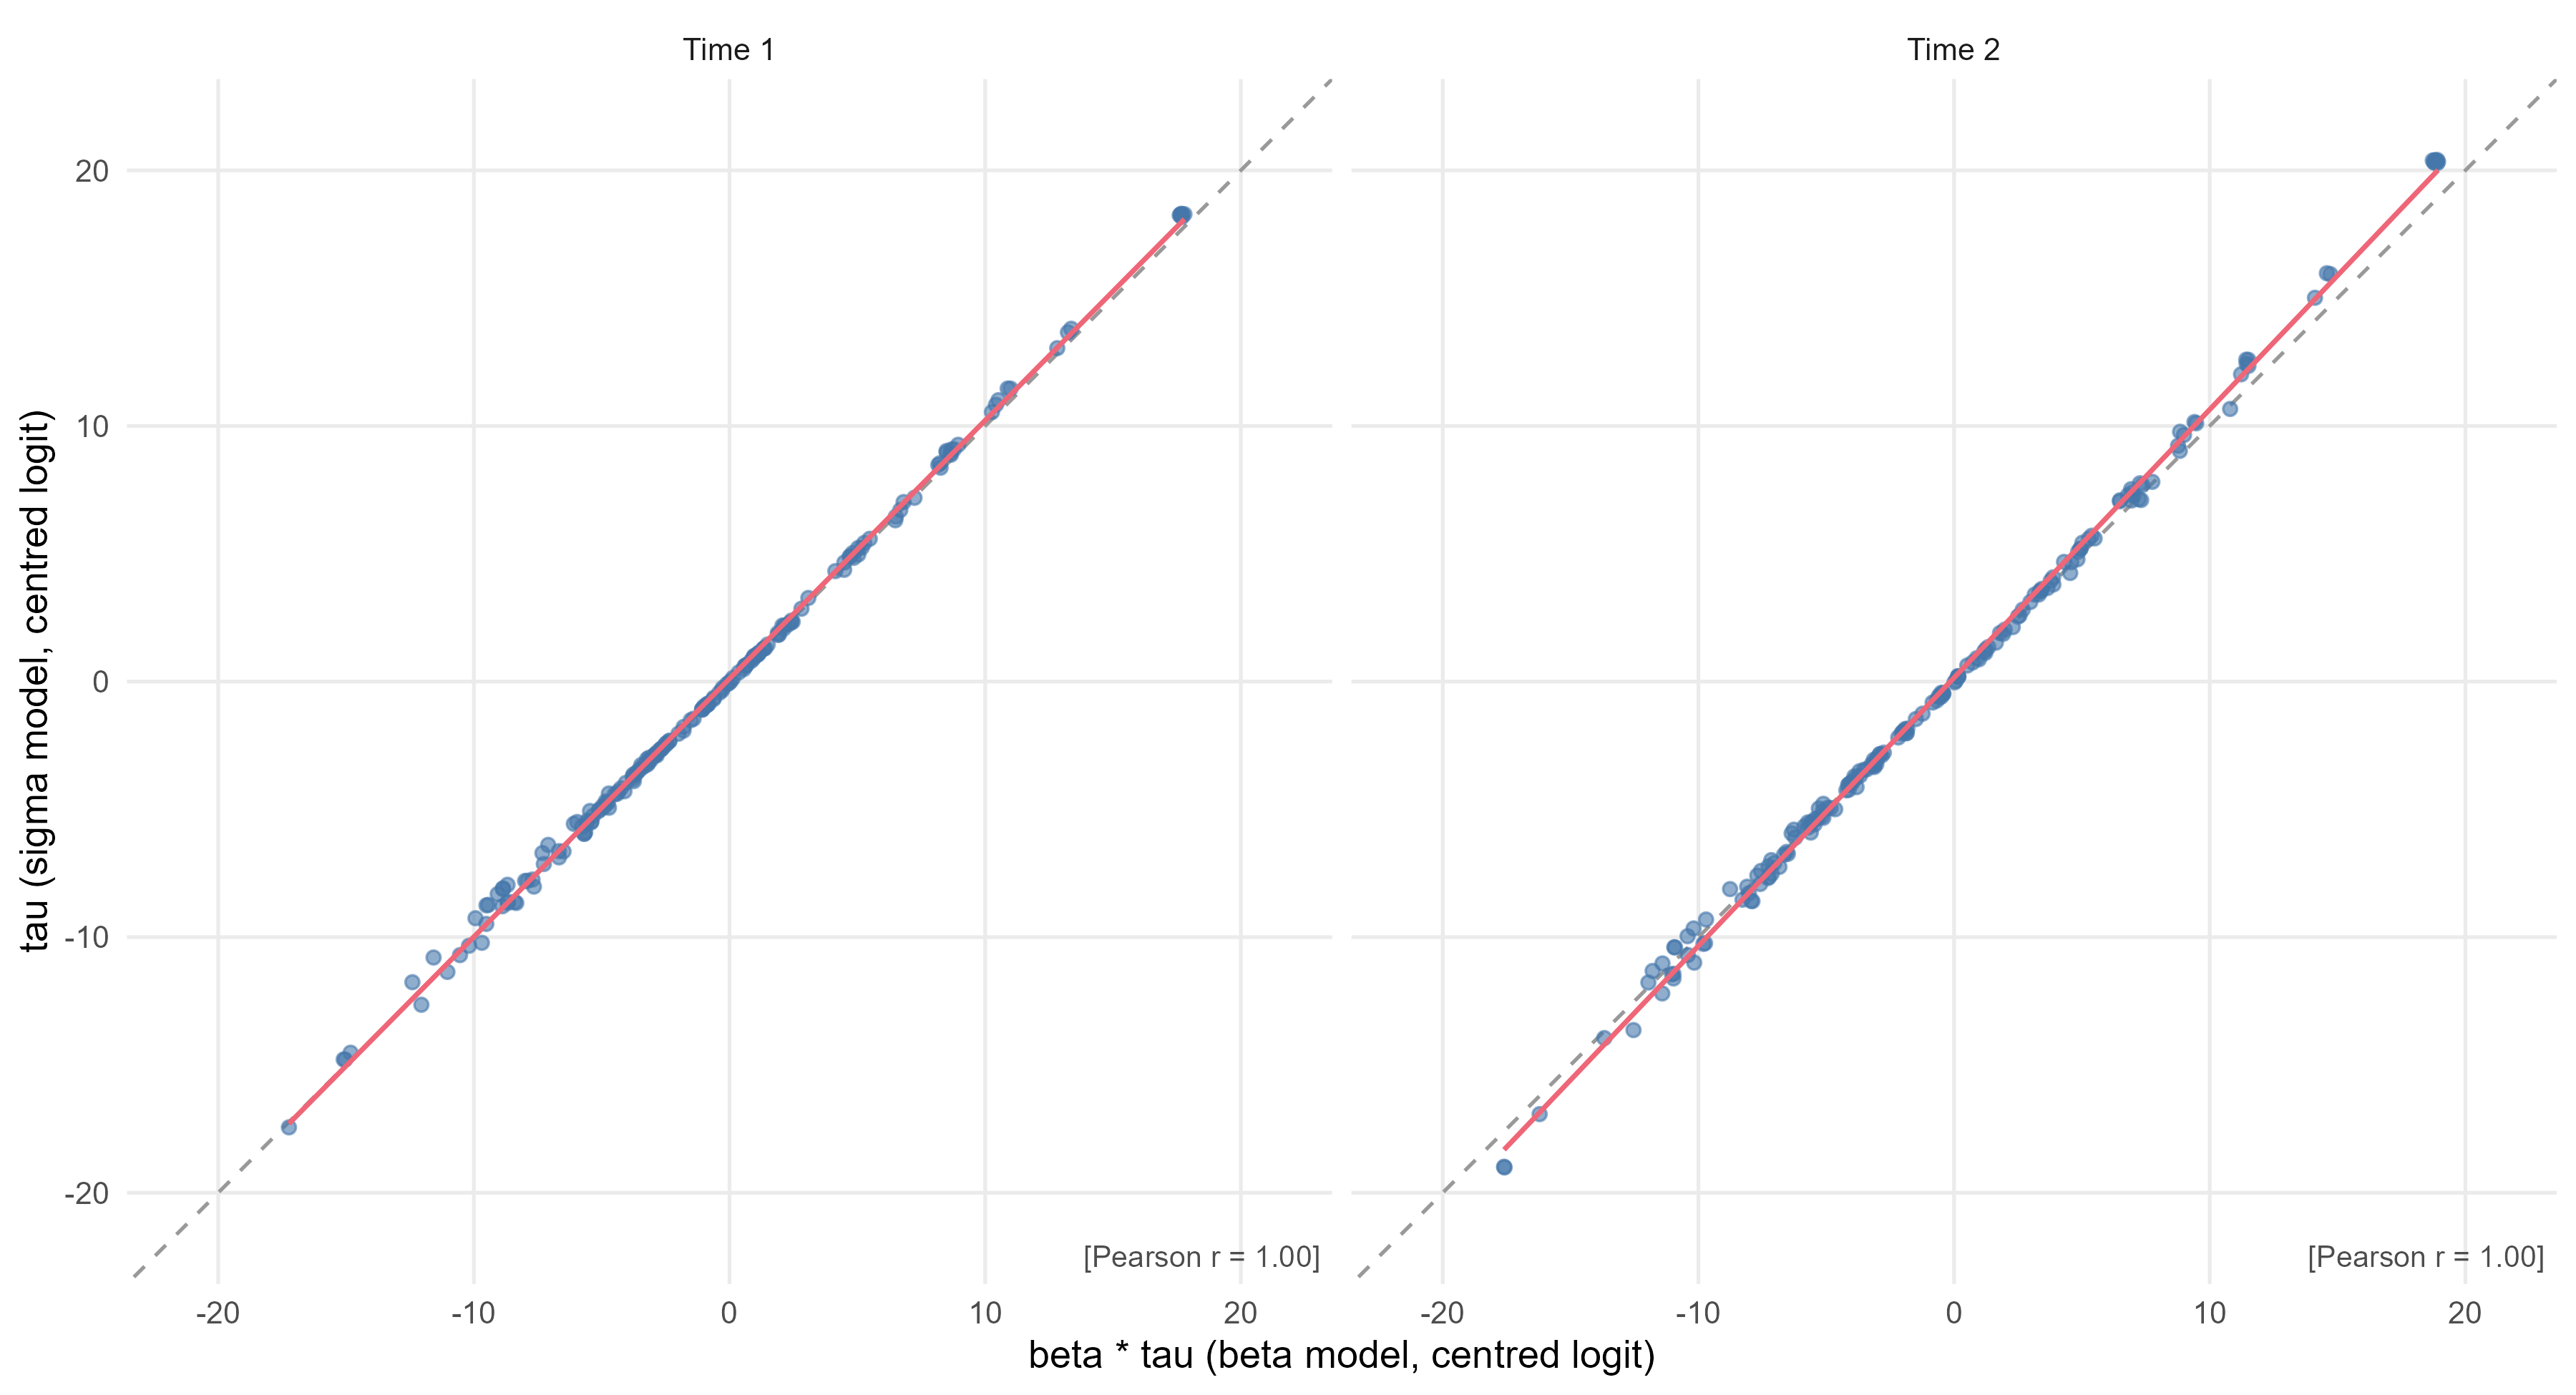 Time 1
Time 2
tau (sigma model, centred logit)
20
10
0
-10
-20
[Pearson r = 1.00]
[Pearson r = 1.00]
-20
-10
0
10
20
-20
-10
0
10
20
beta * tau (beta model, centred logit)